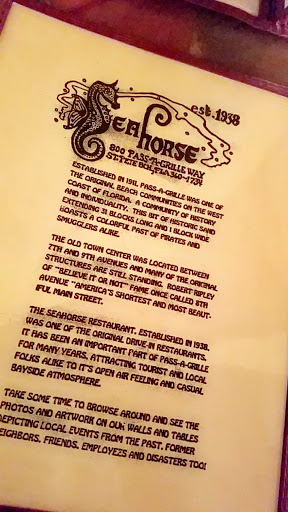 est. 1938
Seahorse
800 PASS-A-GRILLE WAY
ST. PETE BCH, FLA 360-1734
ESTABLISHED IN 1911, PASS-A-GRILLE WAS ONE OF
THE ORIGINAL BEACH COMMUNITIES ON THE WEST
COAST OF FLORIDA. A COMMUNITY OF HISTORY
AND INDIVIDUALITY. THIS BIT OF HISTORIC SAND
EXTENDING 31 BLOCKS LONG AND 1 BLOCK WIDE
BOASTS A COLORFUL PAST OF PIRATES AND
SMUGGLERS ALIKE.
THE OLD TOWN CENTER WAS LOCATED BETWEEN
7TH AND 9TH AVENUES AND MANY OF THE ORIGINAL
STRUCTURES ARE STILL STANDING. ROBERT RIPLEY
OF "BELIEVE IT OR NOT" FAME ONCE CALLED 8TH
AVENUE "AMERICA'S SHORTEST AND MOST BEAUT-
IFUL MAIN STREET.
THE SEAHORSE RESTAURANT, ESTABLISHED IN 1938,
WAS ONE OF THE ORIGINAL DRIVE-IN RESTAURANTS.
IT HAS BEEN AN IMPORTANT PART OF PASS-A-GRILLE
FOR MANY YEARS, ATTRACTING TOURIST AND LOCAL
FOLKS ALIKE TO IT'S OPEN AIR FEELING AND CASUAL
BAYSIDE ATMOSPHERE.
TAKE SOME TIME TO BROWSE AROUND AND SEE THE
PHOTOS AND ARTWORK ON OUR WALLS AND TABLES
DEPICTING LOCAL EVENTS FROM THE PAST, FORMER
NEIGHBORS, FRIENDS, EMPLOYEES AND DISASTERS TOO!